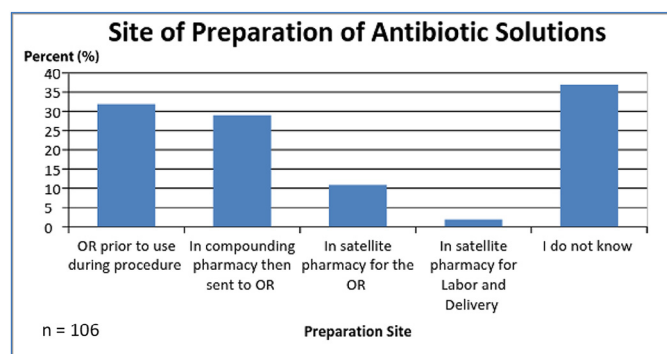 Site of Preparation of Antibiotic Solutions
Percent (%)
40
35
30
25
20
15
10
5
0
OR prior to use
during procedure
In compounding
pharmacy then
sent to OR
In satellite
pharmacy for the
OR
In satellite
pharmacy for
Labor and
Delivery
I do not know
n = 106
Preparation Site